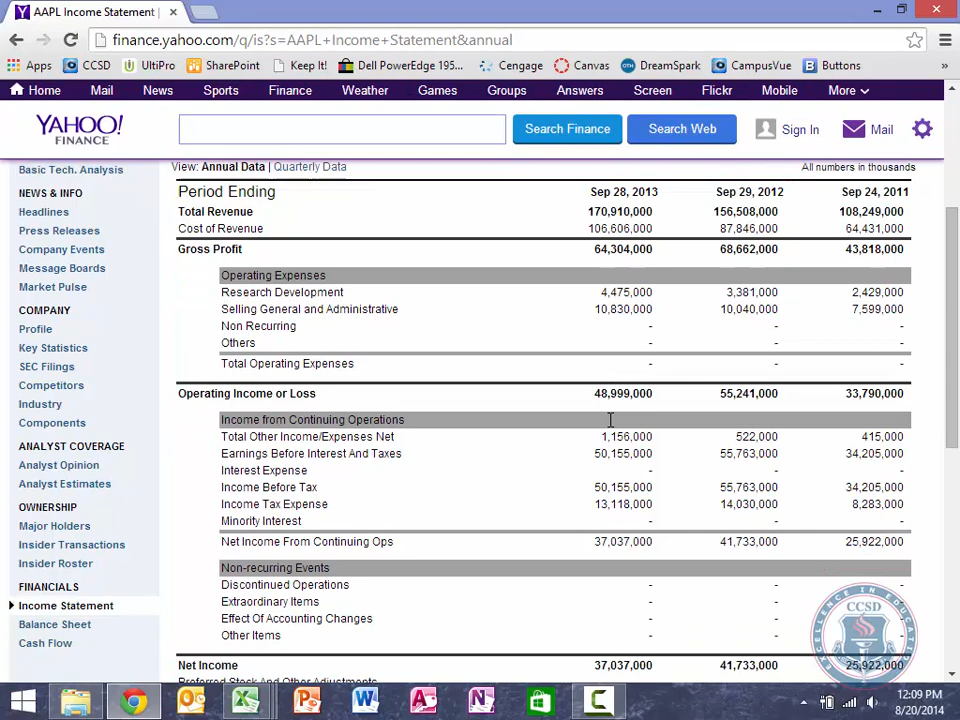 AAPL Income Statement
finance.yahoo.com/q/is?s=AAPL+Income+Statement&annual
Apps CCSD UltiPro SharePoint Keep It! Dell PowerEdge 195... Cengage Canvas DreamSpark CampusVue Buttons »
Home Mail News Sports Finance Weather Games Groups Answers Screen Flickr Mobile More
YAHOO! FINANCE Search Finance Search Web Sign In Mail
Basic Tech. Analysis
NEWS & INFO
Headlines
Press Releases
Company Events
Message Boards
Market Pulse
COMPANY
Profile
Key Statistics
SEC Filings
Competitors
Industry
Components
ANALYST COVERAGE
Analyst Opinion
Analyst Estimates
OWNERSHIP
Major Holders
Insider Transactions
Insider Roster
FINANCIALS
Income Statement
Balance Sheet
Cash Flow
View: Annual Data | Quarterly Data All numbers in thousands
Period Ending Sep 28, 2013 Sep 29, 2012 Sep 24, 2011
Total Revenue 170,910,000 156,508,000 108,249,000
Cost of Revenue 106,606,000 87,846,000 64,431,000
Gross Profit 64,304,000 68,662,000 43,818,000
Operating Expenses
Research Development 4,475,000 3,381,000 2,429,000
Selling General and Administrative 10,830,000 10,040,000 7,599,000
Non Recurring - - -
Others - - -
Total Operating Expenses - - -
Operating Income or Loss 48,999,000 55,241,000 33,790,000
Income from Continuing Operations
Total Other Income/Expenses Net 1,156,000 522,000 415,000
Earnings Before Interest And Taxes 50,155,000 55,763,000 34,205,000
Interest Expense - - -
Income Before Tax 50,155,000 55,763,000 34,205,000
Income Tax Expense 13,118,000 14,030,000 8,283,000
Minority Interest - - -
Net Income From Continuing Ops 37,037,000 41,733,000 25,922,000
Non-recurring Events
Discontinued Operations - - -
Extraordinary Items - - -
Effect Of Accounting Changes - - -
Other Items - - -
Net Income 37,037,000 41,733,000 25,922,000
Preferred Stock And Other Adjustments - - -
CCSD
EXCELLENCE IN EDUCATION
12:09 PM
8/20/2014